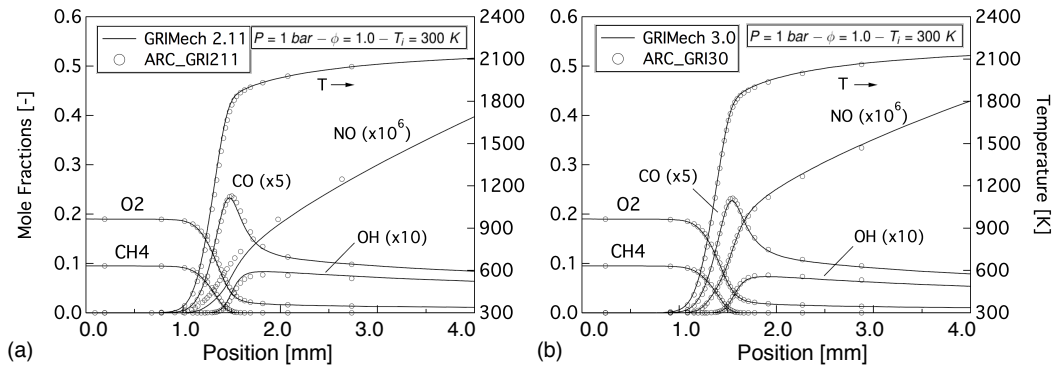 GRIMech 2.11
ARC_GRI211
P = 1 bar – ϕ = 1.0 – Tᵢ = 300 K
T
NO (x10⁶)
CO (x5)
O2
CH4
OH (x10)
0.6
0.5
0.4
0.3
0.2
0.1
0.0
Mole Fractions [-]
2400
2100
1800
1500
1200
900
600
300
0.0
1.0
2.0
3.0
4.0
Position [mm]
(a)
GRIMech 3.0
ARC_GRI30
P = 1 bar – ϕ = 1.0 – Tᵢ = 300 K
T
NO (x10⁶)
CO (x5)
O2
CH4
OH (x10)
0.6
0.5
0.4
0.3
0.2
0.1
0.0
2400
2100
1800
1500
1200
900
600
300
Temperature [K]
0.0
1.0
2.0
3.0
4.0
Position [mm]
(b)